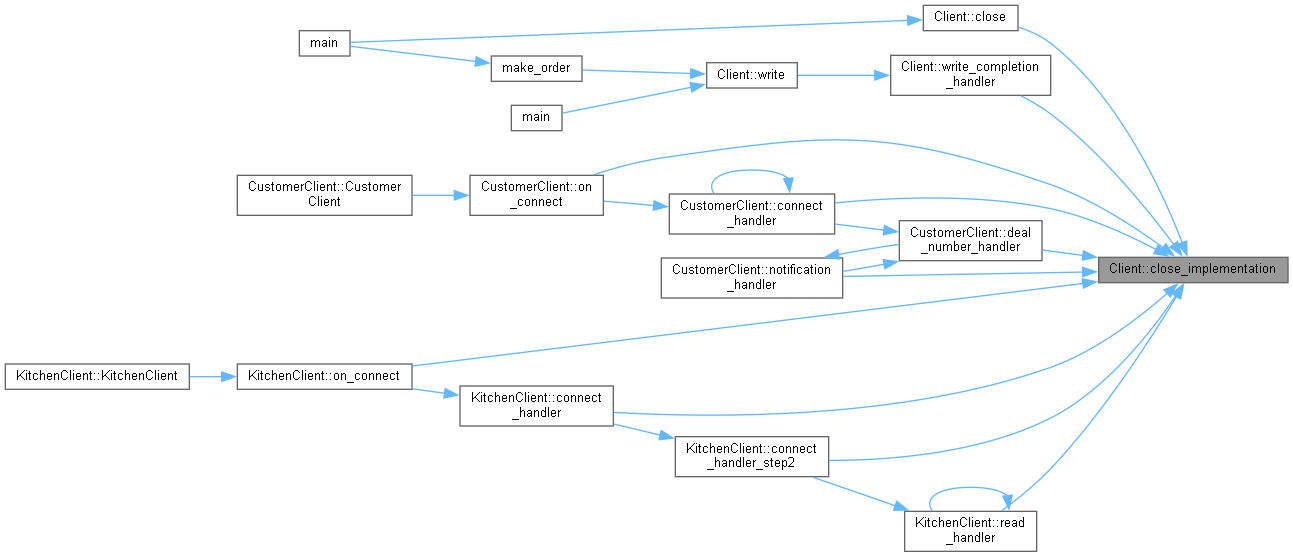 Client::close
main
Client::write_completion
_handler
make_order
Client::write
main
CustomerClient::Customer
Client
CustomerClient::on
_connect
CustomerClient::connect
_handler
CustomerClient::deal
_number_handler
CustomerClient::notification
_handler
Client::close_implementation
KitchenClient::KitchenClient
KitchenClient::on_connect
KitchenClient::connect
_handler
KitchenClient::connect
_handler_step2
KitchenClient::read
_handler